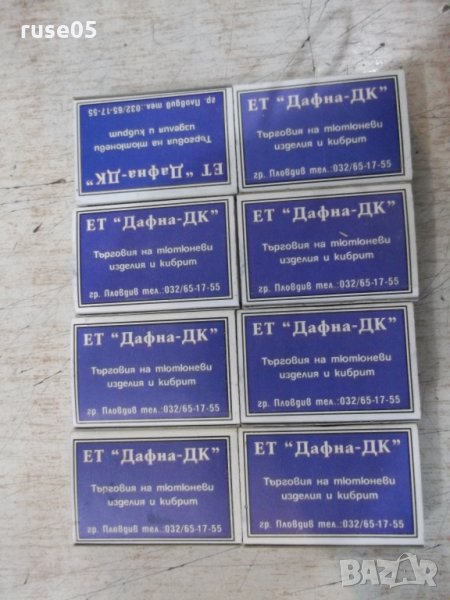 ruse05
ЕТ “Дафна-ДК”
Търговия на тютюневи
изделия и кибрит
гр. Пловдив тел.:032/65-17-55
ЕТ “Дафна-ДК”
Търговия на тютюневи
изделия и кибрит
гр. Пловдив тел.:032/65-17-55
ЕТ “Дафна-ДК”
Търговия на тютюневи
изделия и кибрит
гр. Пловдив тел.:032/65-17-55
ЕТ “Дафна-ДК”
Търговия на тютюневи
изделия и кибрит
гр. Пловдив тел.:032/65-17-55
ЕТ “Дафна-ДК”
Търговия на тютюневи
изделия и кибрит
гр. Пловдив тел.:032/65-17-55
ЕТ “Дафна-ДК”
Търговия на тютюневи
изделия и кибрит
гр. Пловдив тел.:032/65-17-55
ЕТ “Дафна-ДК”
Търговия на тютюневи
изделия и кибрит
гр. Пловдив тел.:032/65-17-55
ЕТ “Дафна-ДК”
Търговия на тютюневи
изделия и кибрит
гр. Пловдив тел.:032/65-17-55
BAZAR